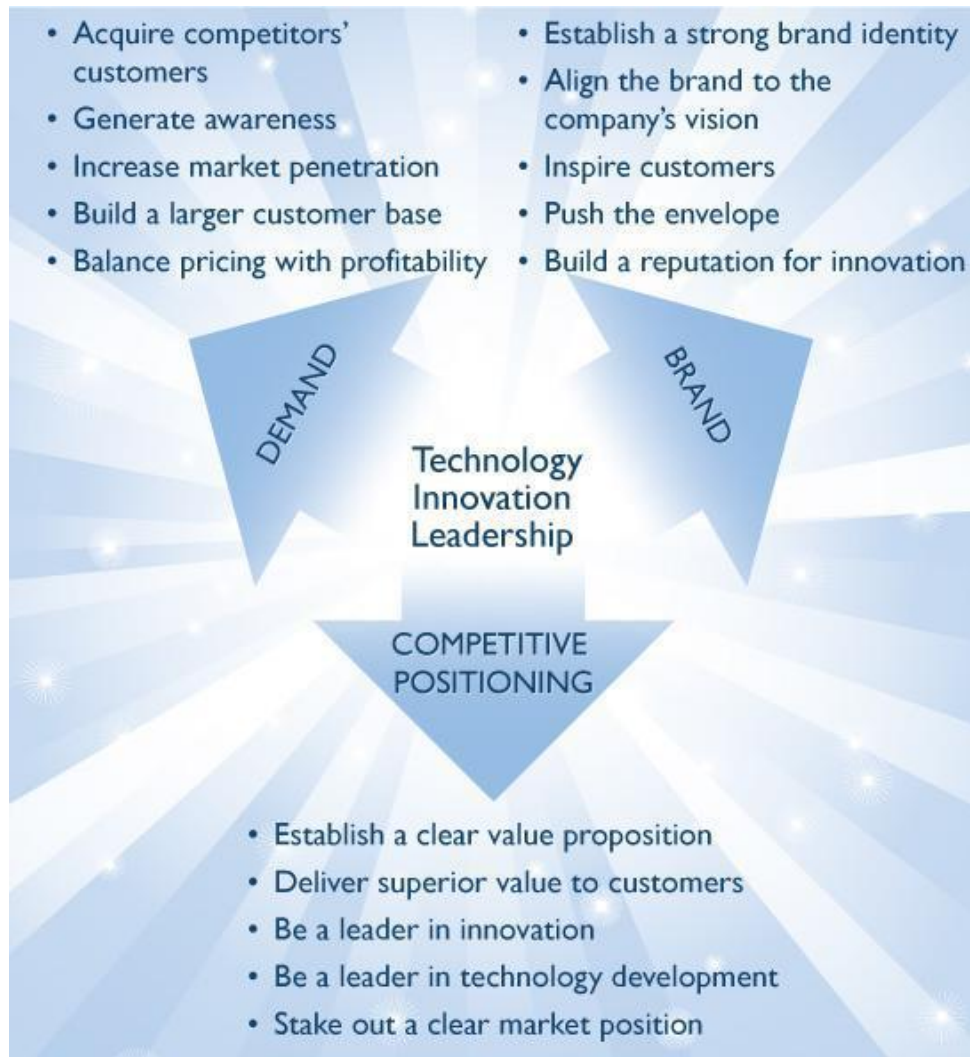 • Acquire competitors'
customers
• Generate awareness
• Increase market penetration
• Build a larger customer base
• Balance pricing with profitability
• Establish a strong brand identity
• Align the brand to the
company's vision
• Inspire customers
• Push the envelope
• Build a reputation for innovation
DEMAND
BRAND
Technology
Innovation
Leadership
COMPETITIVE
POSITIONING
• Establish a clear value proposition
• Deliver superior value to customers
• Be a leader in innovation
• Be a leader in technology development
• Stake out a clear market position